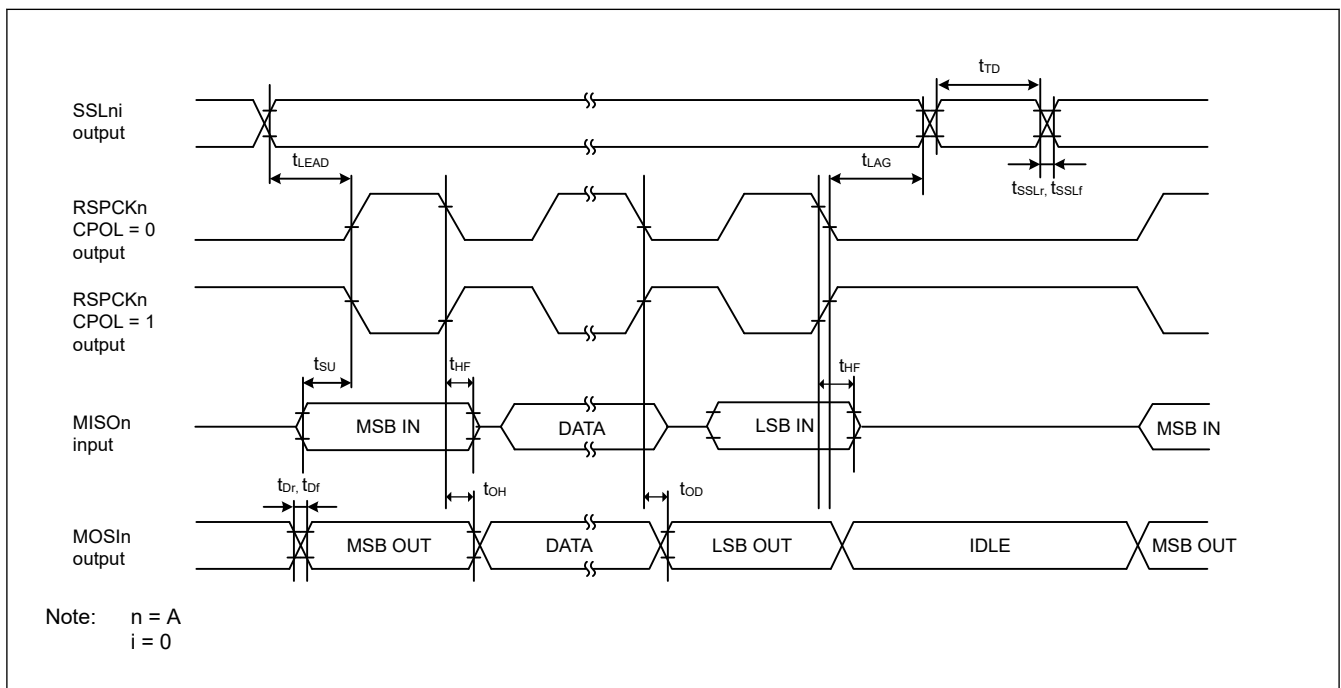 tTD
SSLni
output
tLEAD
tLAG
tSSLr, tSSLf
RSPCKn
CPOL = 0
output
RSPCKn
CPOL = 1
output
tSU
tHF
tHF
MISOn
input
MSB IN
DATA
LSB IN
MSB IN
tDr, tDf
tOH
tOD
MOSIn
output
MSB OUT
DATA
LSB OUT
IDLE
MSB OUT
Note: n = A
i = 0